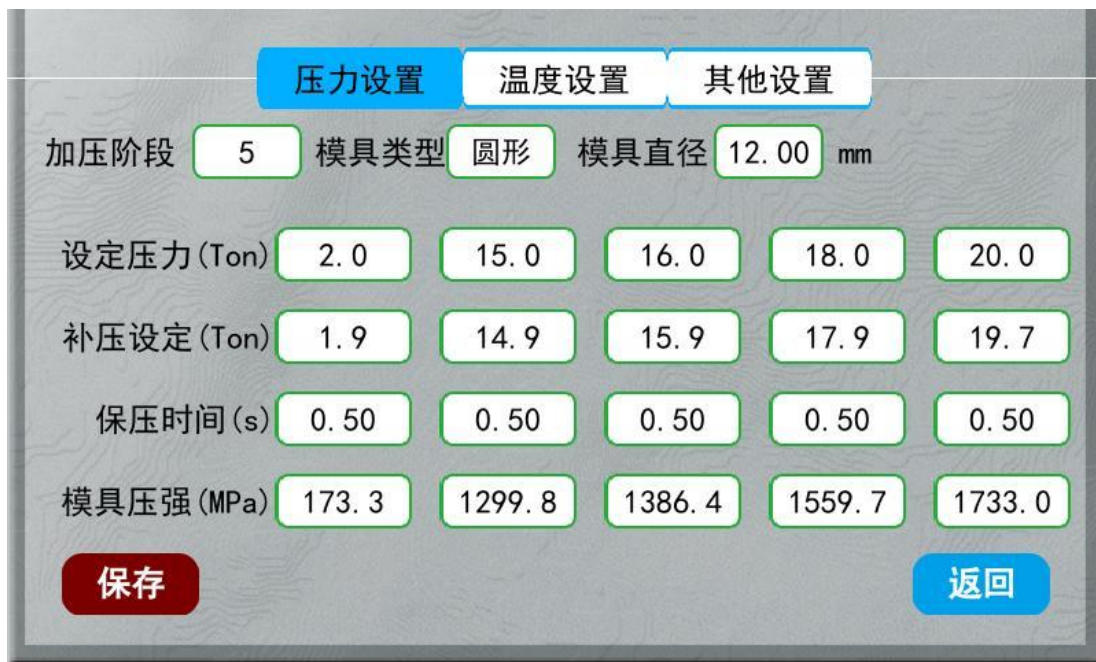 压力设置 温度设置 其他设置
加压阶段 5 模具类型 圆形 模具直径 12.00 mm
设定压力(Ton) 2.0 15.0 16.0 18.0 20.0
补压设定(Ton) 1.9 14.9 15.9 17.9 19.7
保压时间(s) 0.50 0.50 0.50 0.50 0.50
模具压强(MPa) 173.3 1299.8 1386.4 1559.7 1733.0
保存 返回